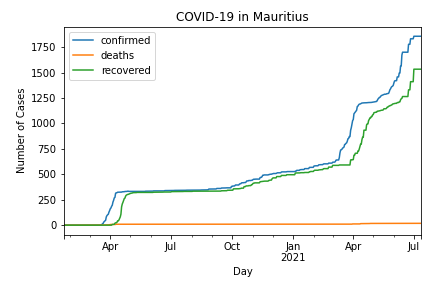 COVID-19 in Mauritius
confirmed
deaths
recovered
Number of Cases
1750
1500
1250
1000
750
500
250
0
Apr
Jul
Oct
Jan
2021
Apr
Jul
Day